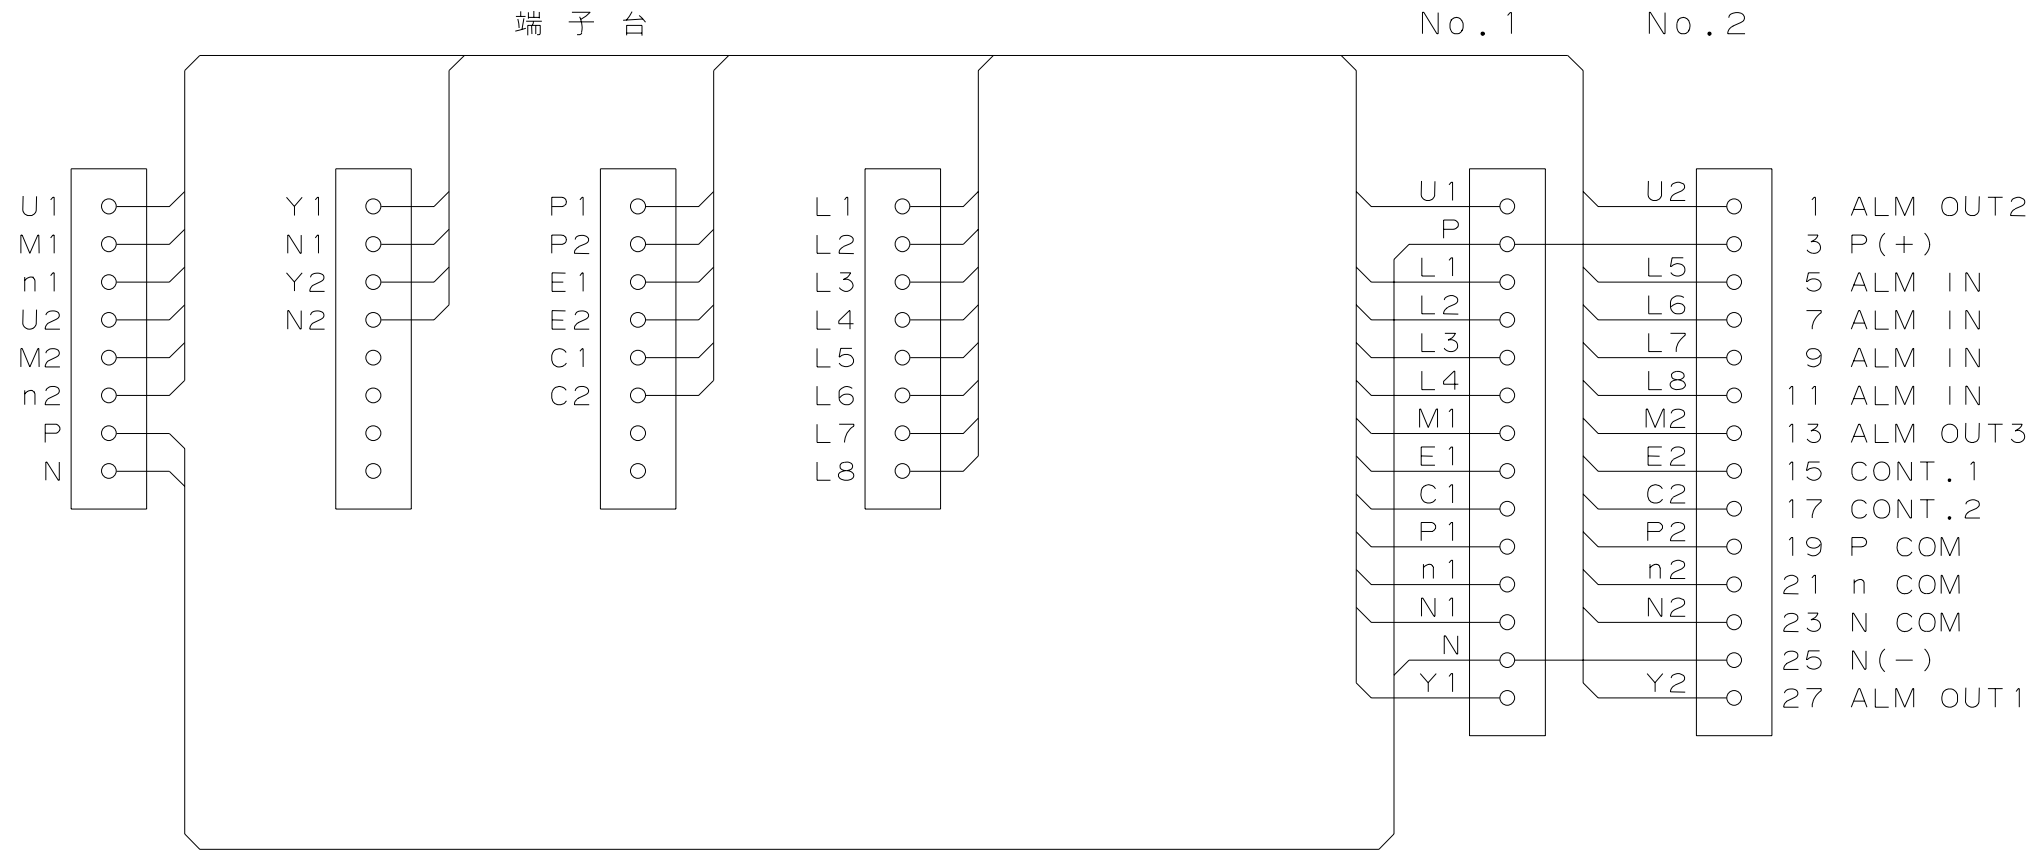 端子台
No.1
No.2
U1
M1
n1
U2
M2
n2
P
N
Y1
N1
Y2
N2
P1
P2
E1
E2
C1
C2
L1
L2
L3
L4
L5
L6
L7
L8
U1
P
L1
L2
L3
L4
M1
E1
C1
P1
n1
N1
N
Y1
U2
L5
L6
L7
L8
M2
E2
C2
P2
n2
N2
Y2
1 ALM OUT2
3 P(+)
5 ALM IN
7 ALM IN
9 ALM IN
11 ALM IN
13 ALM OUT3
15 CONT.1
17 CONT.2
19 P COM
21 n COM
23 N COM
25 N(-)
27 ALM OUT1